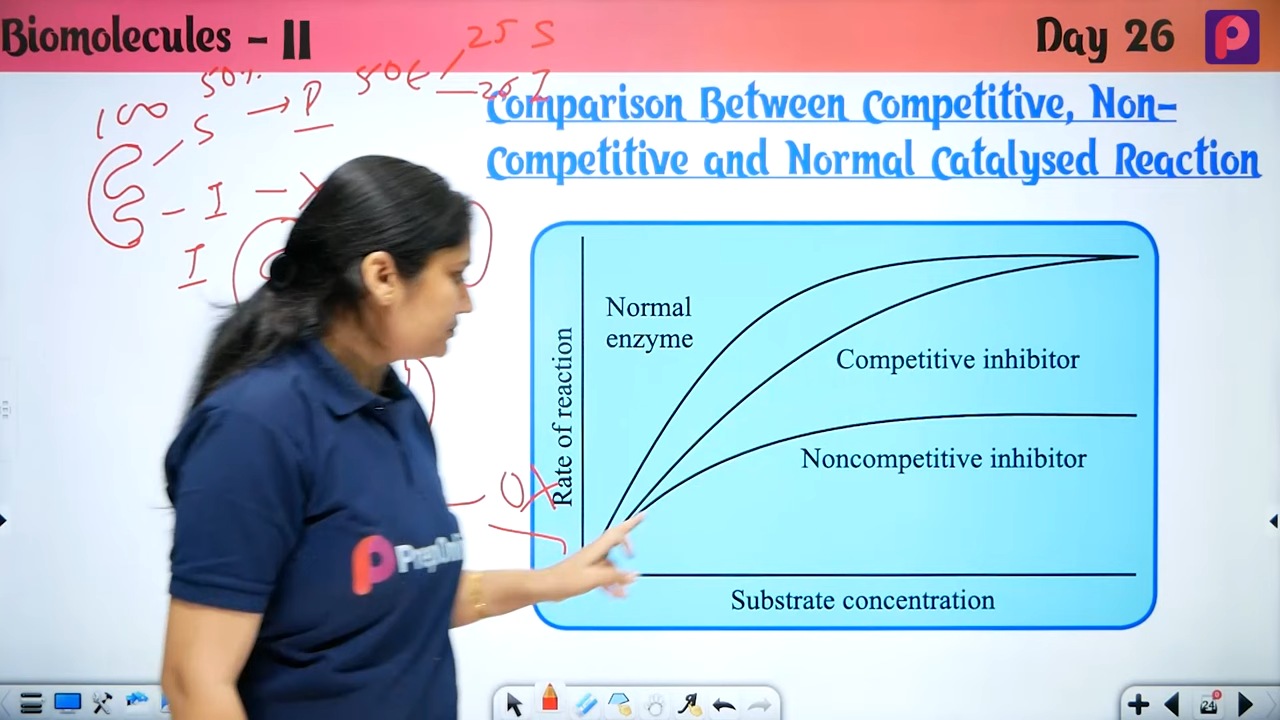 Biomolecules - II
Day 26
25 S
50%
100
S → P
50E
I
I
Comparison Between Competitive, Non-
Competitive and Normal Catalysed Reaction
Normal
enzyme
Competitive inhibitor
Noncompetitive inhibitor
Rate of reaction
Substrate concentration
24